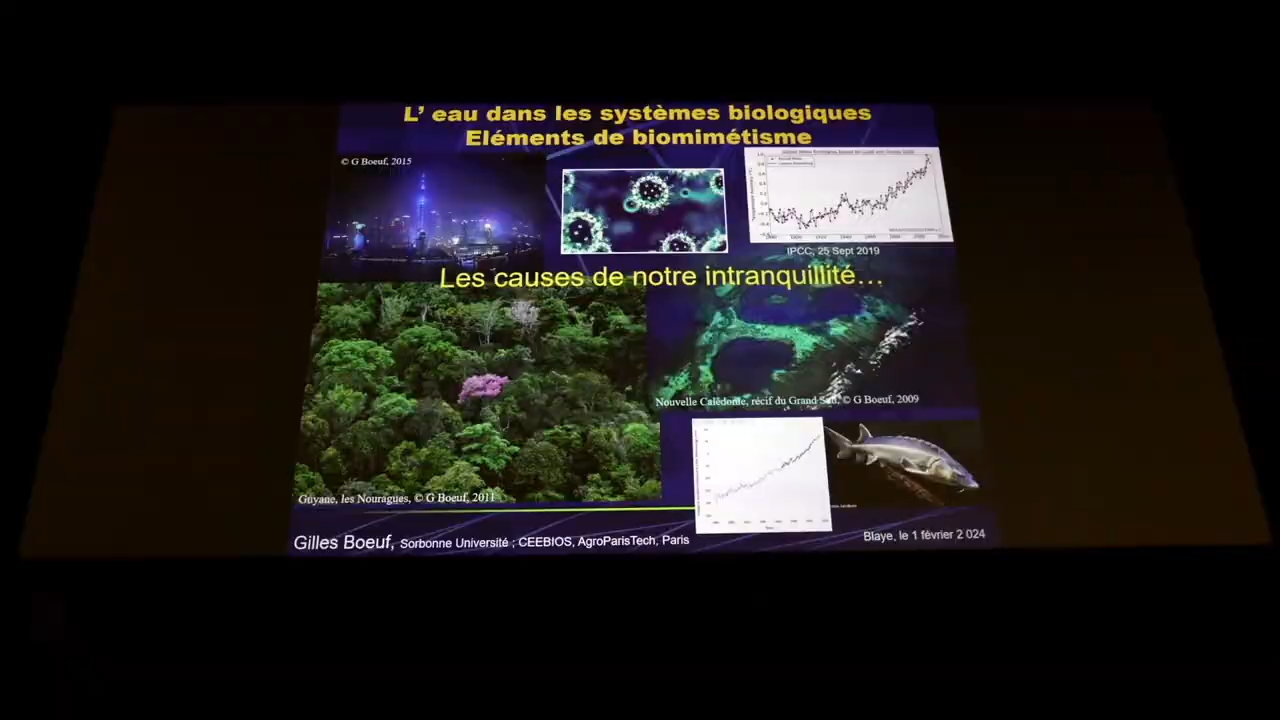 L’ eau dans les systèmes biologiques
Eléments de biomimétisme
© G Boeuf, 2015
IPCC, 25 Sept 2019
Les causes de notre intranquillité…
Nouvelle Calédonie, récif du Grand Sud, © G Boeuf, 2009
Guyane, les Nouragues, © G Boeuf, 2011
Gilles Boeuf, Sorbonne Université ; CEEBIOS, AgroParisTech, Paris
Blaye, le 1 février 2 024